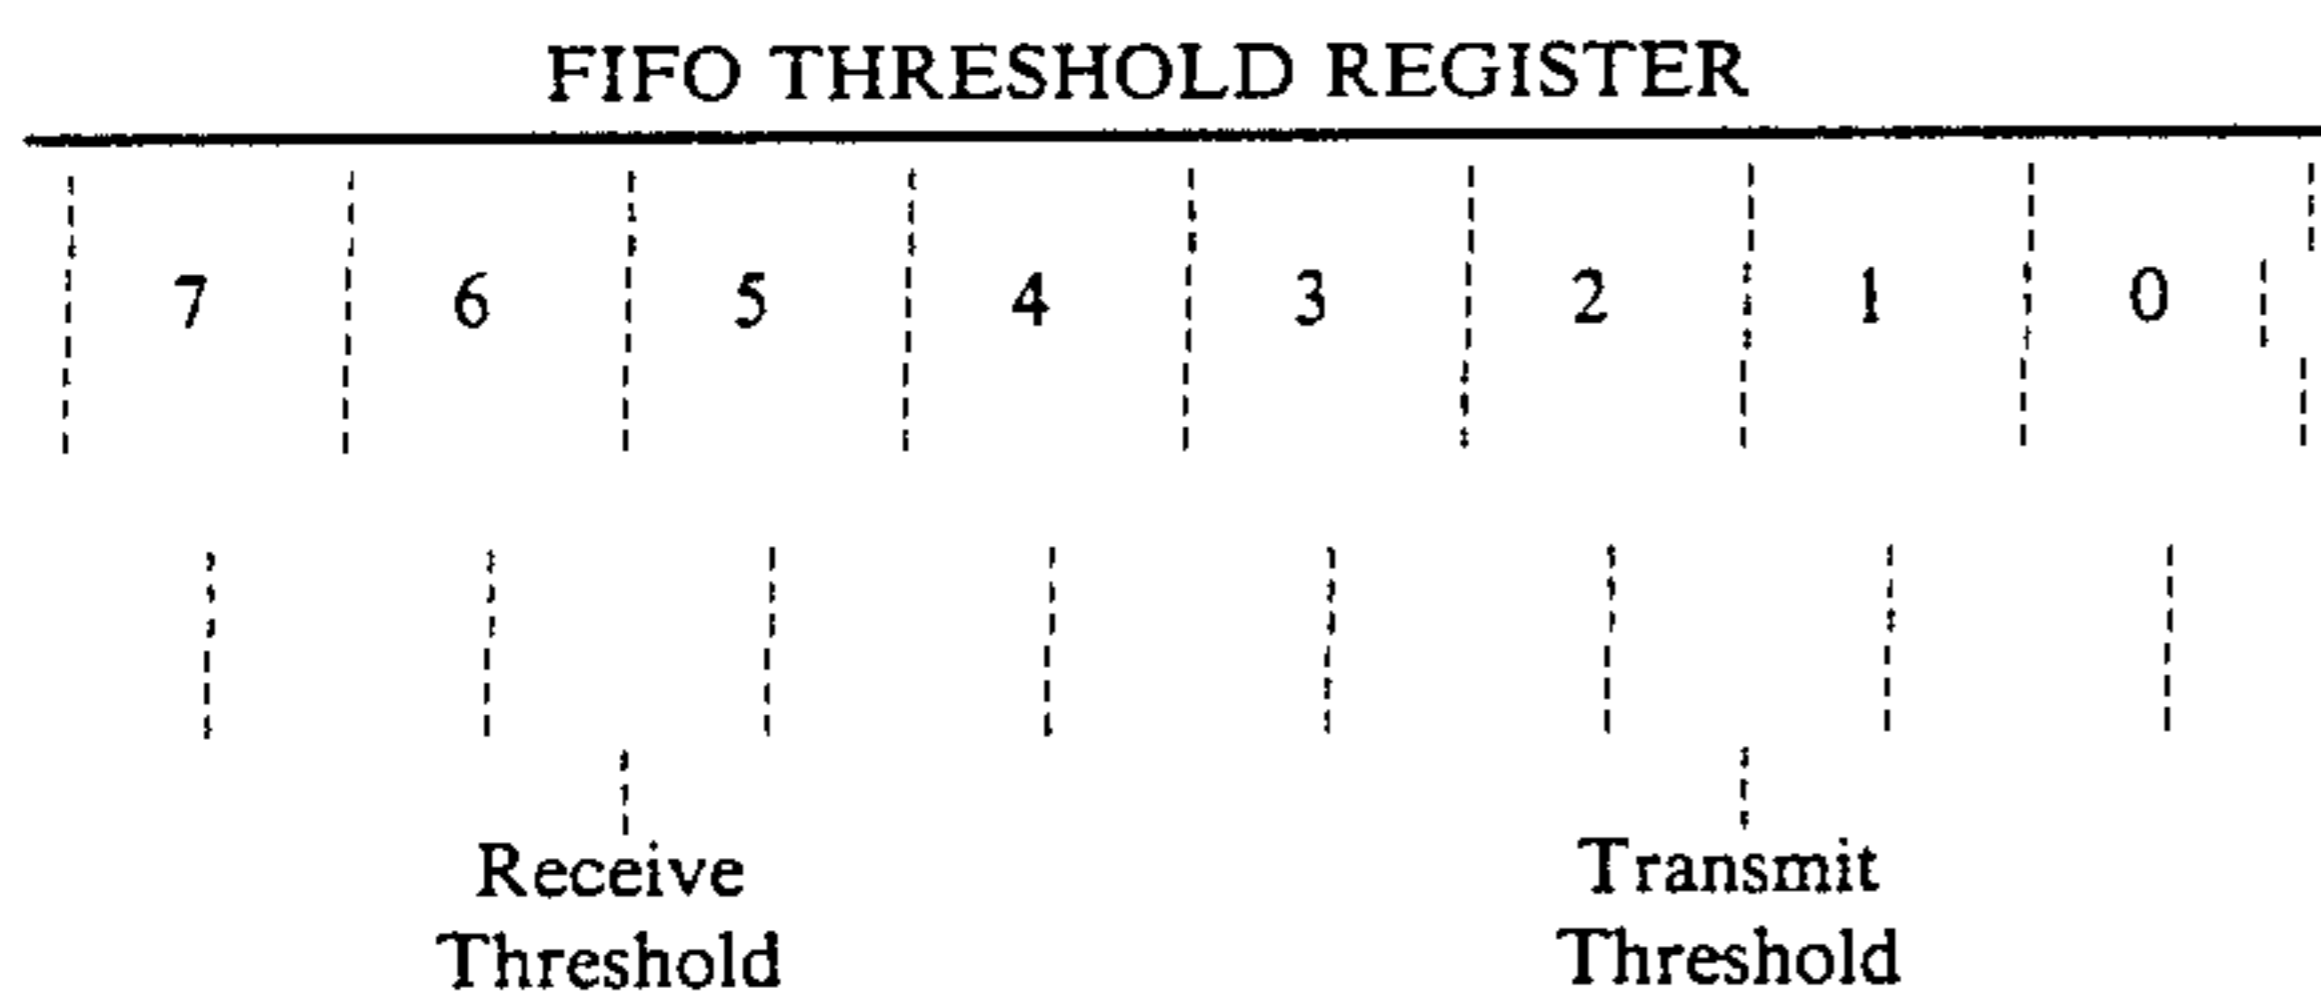 FIFO THRESHOLD REGISTER
7 6 5 4 3 2 1 0
Receive Transmit
Threshold Threshold